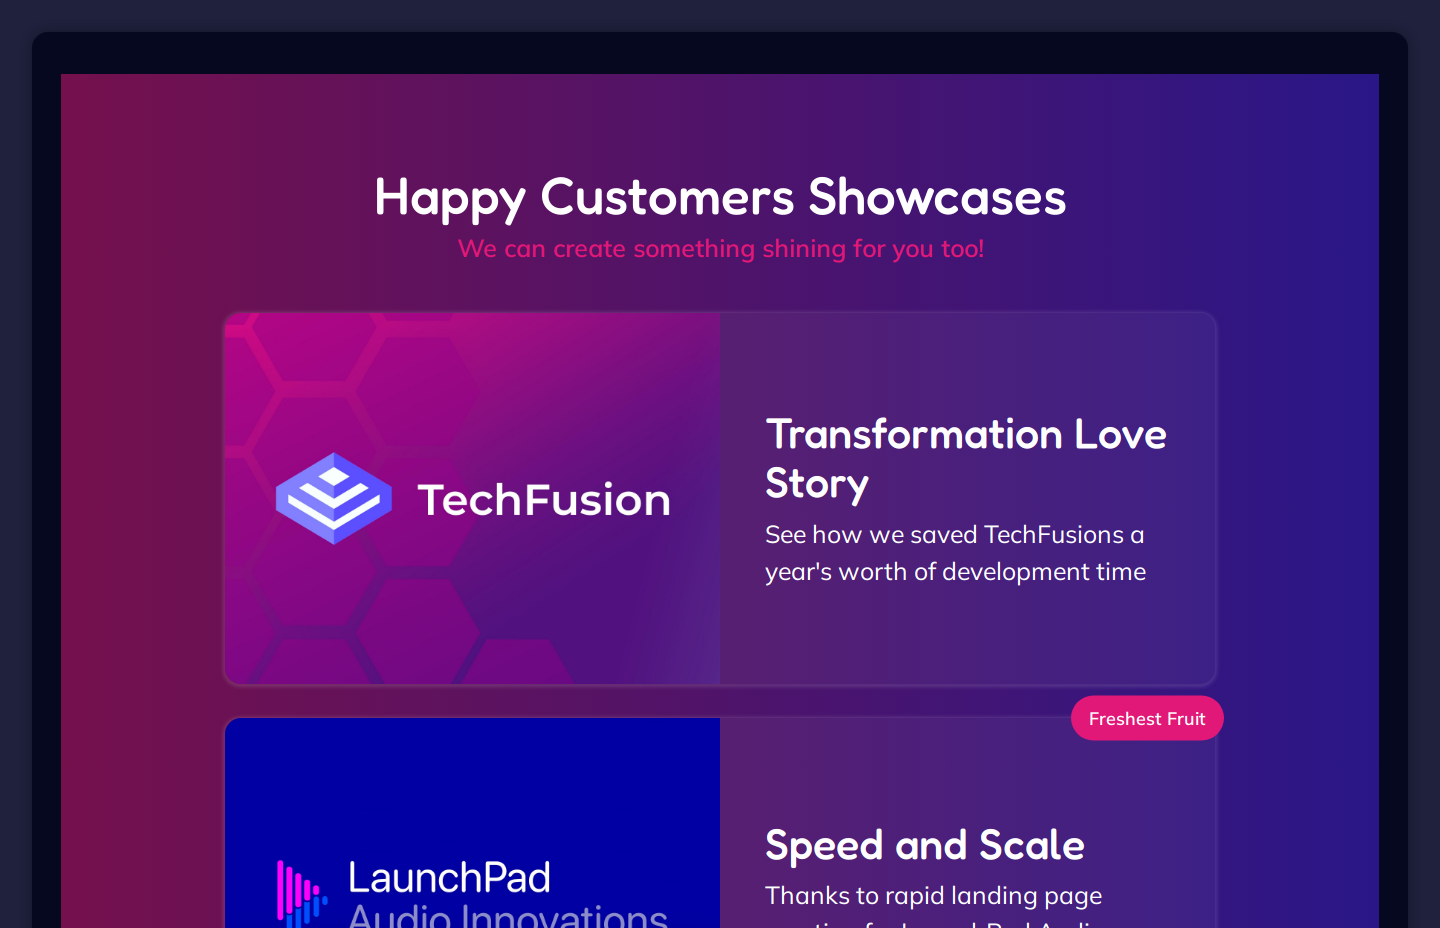 Happy Customers Showcases
We can create something shining for you too!
TechFusion
Transformation Love
Story
See how we saved TechFusions a
year's worth of development time
Freshest Fruit
LaunchPad
Audio Innovations
Speed and Scale
Thanks to rapid landing page